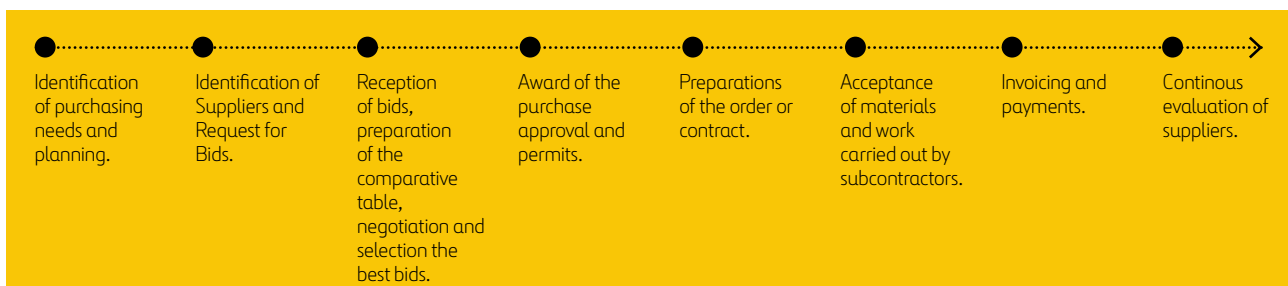 Identification
of purchasing
needs and
planning.
Identification of
Suppliers and
Request for
Bids.
Reception
of bids,
preparation
of the
comparative
table,
negotiation and
selection the
best bids.
Award of the
purchase
approval and
permits.
Preparations
of the order or
contract.
Acceptance
of materials
and work
carried out by
subcontractors.
Invoicing and
payments.
Continous
evaluation of
suppliers.